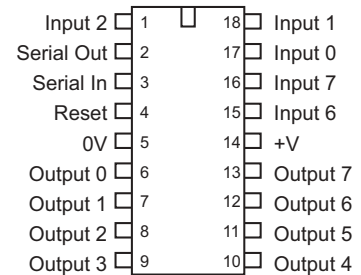 Input 2 1 18 Input 1
Serial Out 2 17 Input 0
Serial In 3 16 Input 7
Reset 4 15 Input 6
0V 5 14 +V
Output 0 6 13 Output 7
Output 1 7 12 Output 6
Output 2 8 11 Output 5
Output 3 9 10 Output 4